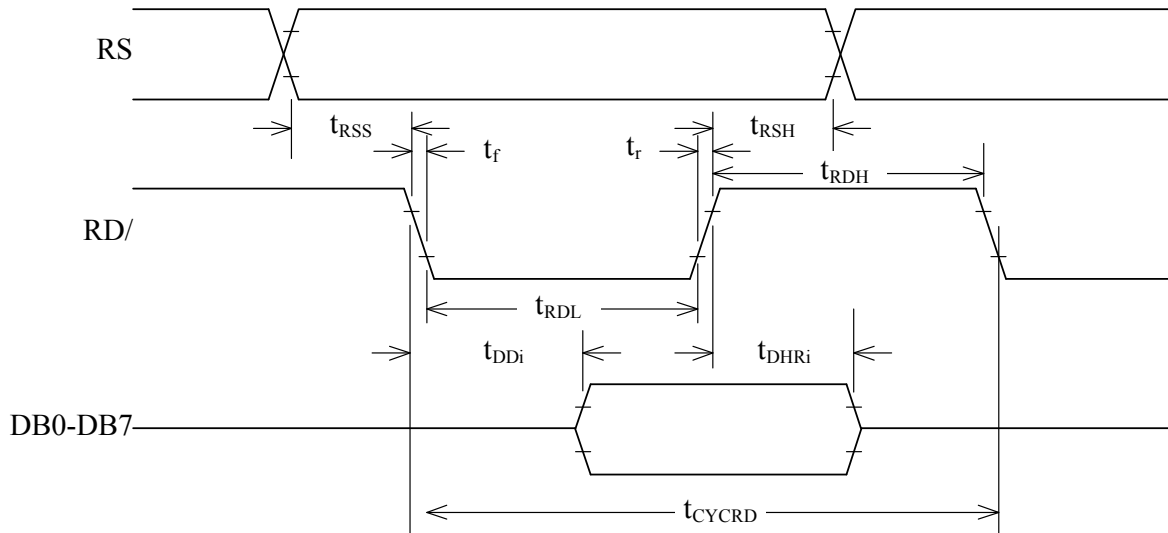 RS
tRSS
tRSH
tf
tr
tRDH
RD/
tRDL
tDDi
tDHRi
DB0-DB7
tCYCRD